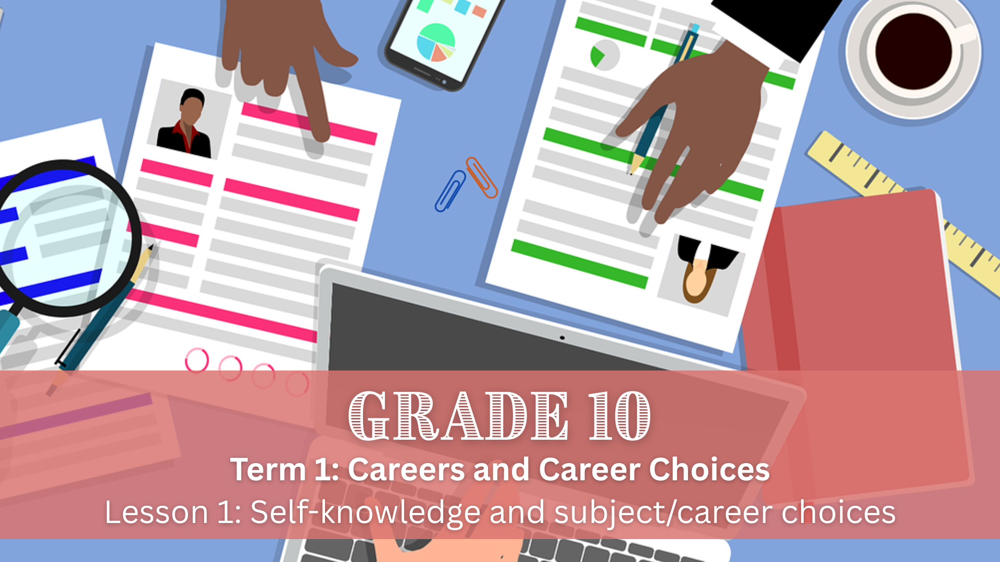 GRADE 10
Term 1: Careers and Career Choices
Lesson 1: Self-knowledge and subject/career choices